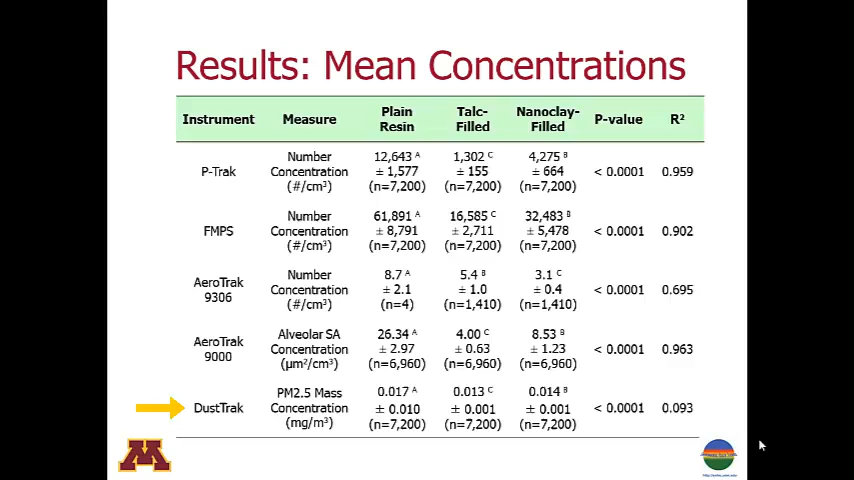 Results: Mean Concentrations
Instrument Measure Plain Resin Talc-Filled Nanoclay-Filled P-value R²
P-Trak Number Concentration (#/cm³) 12,643 ᴬ ± 1,577 (n=7,200) 1,302 ᶜ ± 155 (n=7,200) 4,275 ᴮ ± 664 (n=7,200) < 0.0001 0.959
FMPS Number Concentration (#/cm³) 61,891 ᴬ ± 8,791 (n=7,200) 16,585 ᶜ ± 2,711 (n=7,200) 32,483 ᴮ ± 5,478 (n=7,200) < 0.0001 0.902
AeroTrak 9306 Number Concentration (#/cm³) 8.7 ᴬ ± 2.1 (n=4) 5.4 ᴮ ± 1.0 (n=1,410) 3.1 ᶜ ± 0.4 (n=1,410) < 0.0001 0.695
AeroTrak 9000 Alveolar SA Concentration (µm²/cm³) 26.34 ᴬ ± 2.97 (n=6,960) 4.00 ᶜ ± 0.63 (n=6,960) 8.53 ᴮ ± 1.23 (n=6,960) < 0.0001 0.963
DustTrak PM2.5 Mass Concentration (mg/m³) 0.017 ᴬ ± 0.010 (n=7,200) 0.013 ᶜ ± 0.001 (n=7,200) 0.014 ᴮ ± 0.001 (n=7,200) < 0.0001 0.093
M